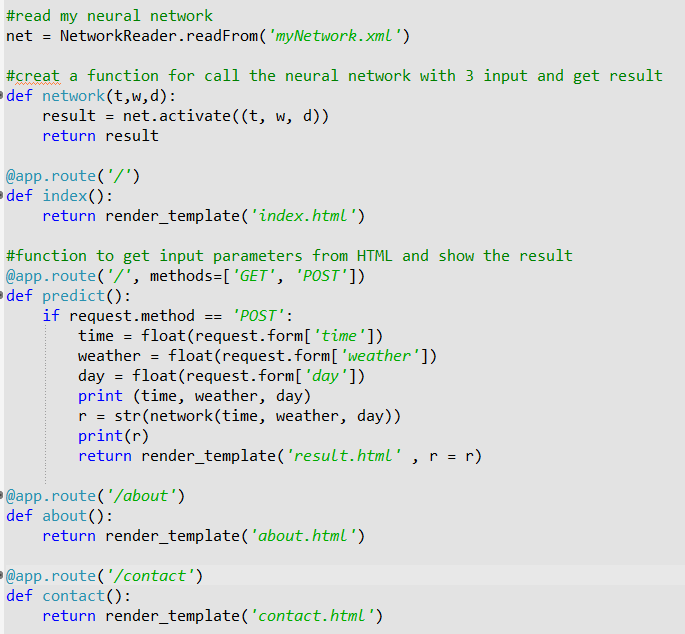 #read my neural network
net = NetworkReader.readFrom('myNetwork.xml')
#creat a function for call the neural network with 3 input and get result
def network(t,w,d):
    result = net.activate((t, w, d))
    return result
@app.route('/')
def index():
    return render_template('index.html')
#function to get input parameters from HTML and show the result
@app.route('/', methods=['GET', 'POST'])
def predict():
    if request.method == 'POST':
        time = float(request.form['time'])
        weather = float(request.form['weather'])
        day = float(request.form['day'])
        print (time, weather, day)
        r = str(network(time, weather, day))
        print(r)
        return render_template('result.html' , r = r)
@app.route('/about')
def about():
    return render_template('about.html')
@app.route('/contact')
def contact():
    return render_template('contact.html')